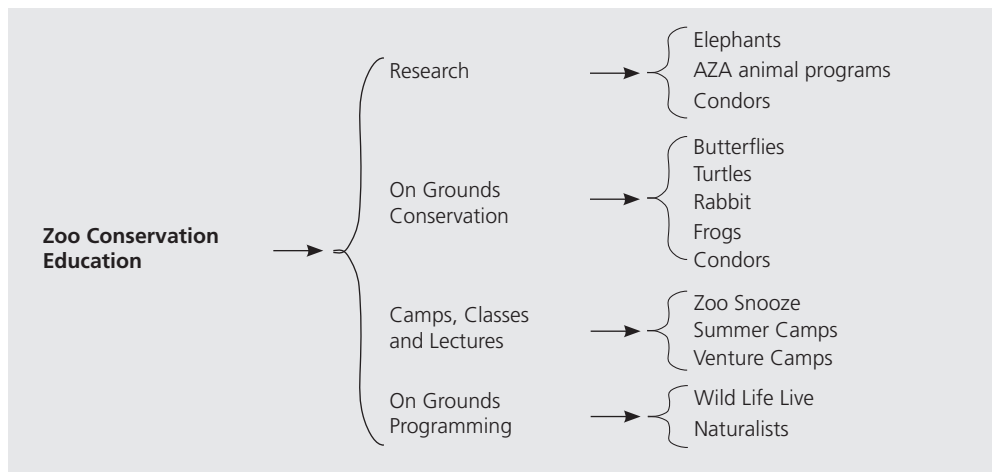 Zoo Conservation
Education
Research
Elephants
AZA animal programs
Condors
On Grounds
Conservation
Butterflies
Turtles
Rabbit
Frogs
Condors
Camps, Classes
and Lectures
Zoo Snooze
Summer Camps
Venture Camps
On Grounds
Programming
Wild Life Live
Naturalists